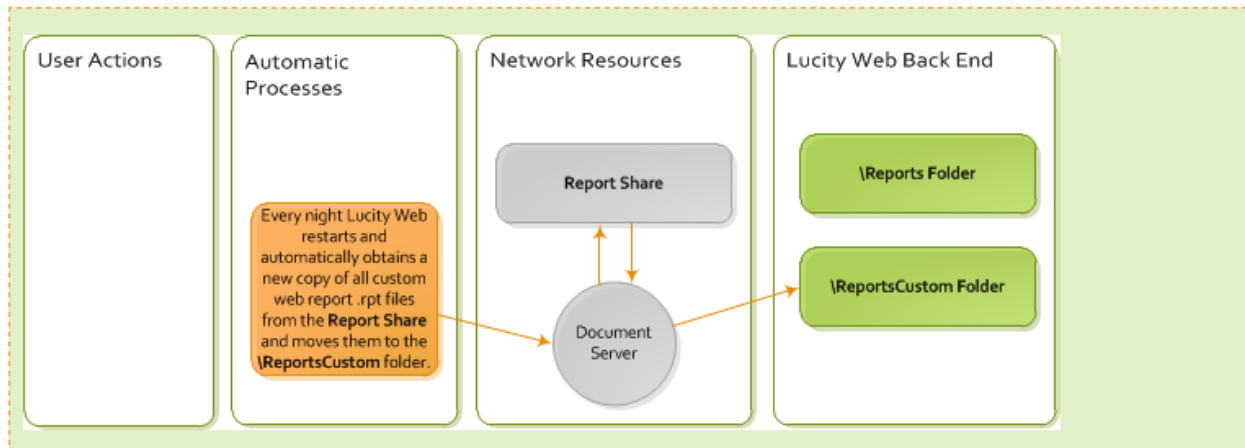 User Actions
Automatic
Processes
Network Resources
Lucity Web Back End
Every night Lucity Web
restarts and
automatically obtains a
new copy of all custom
web report .rpt files
from the Report Share
and moves them to the
\ReportsCustom folder.
Report Share
Document
Server
\Reports Folder
\ReportsCustom Folder